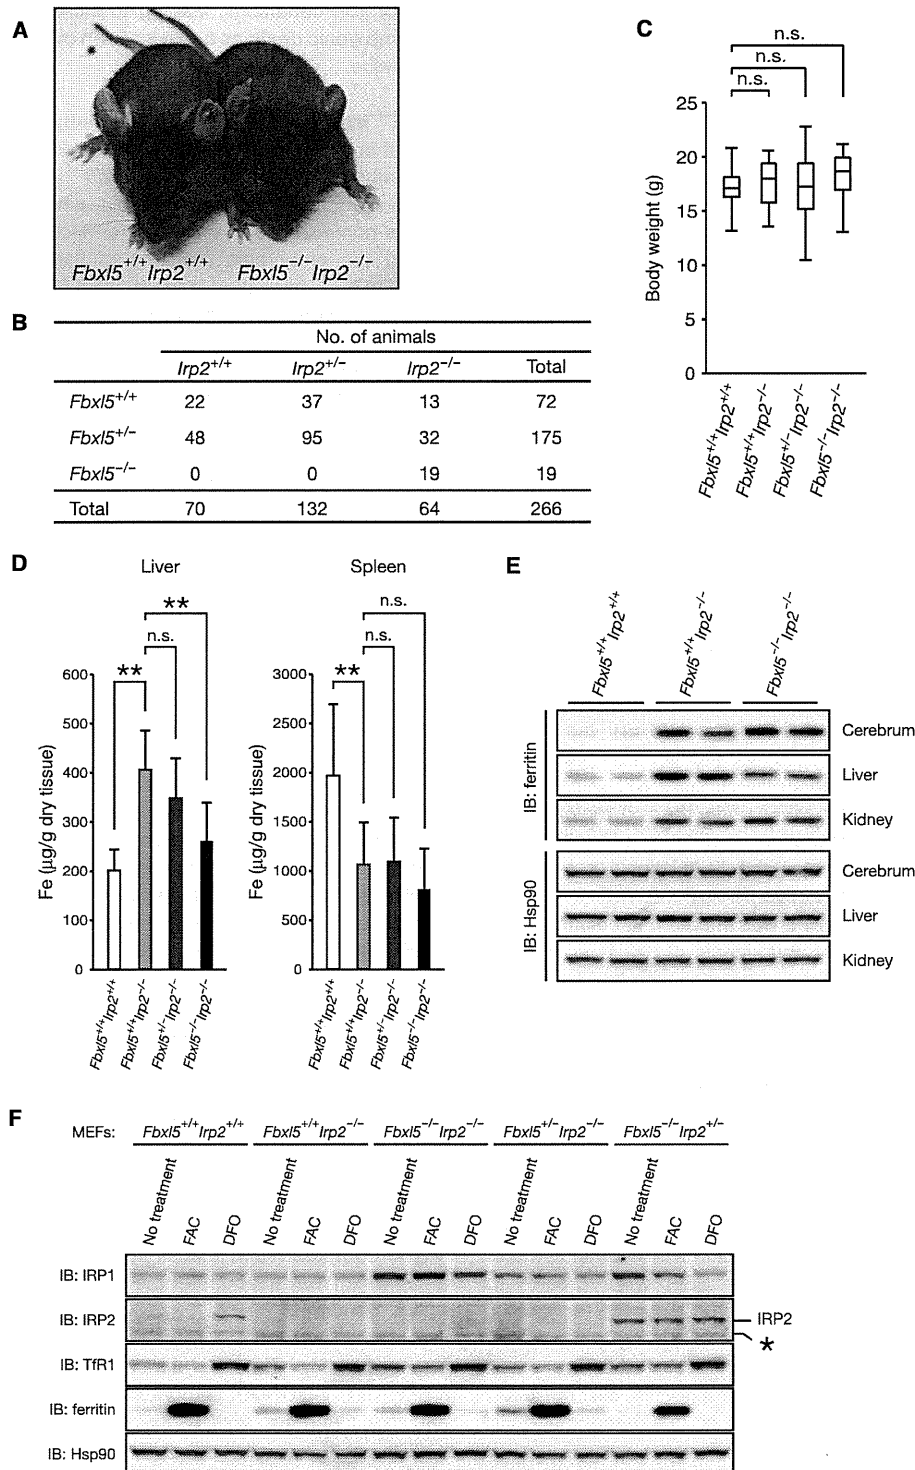 A
Fbxl5+/+Irp2+/+ Fbxl5−/−Irp2−/−
B
No. of animals
Irp2+/+ Irp2+/− Irp2−/− Total
Fbxl5+/+ 22 37 13 72
Fbxl5+/− 48 95 32 175
Fbxl5−/− 0 0 19 19
Total 70 132 64 266
C
n.s.
n.s.
n.s.
Body weight (g)
25
20
15
10
5
0
Fbxl5+/+Irp2+/+
Fbxl5+/+Irp2−/−
Fbxl5+/−Irp2−/−
Fbxl5−/−Irp2−/−
D
Liver
**
n.s.
**
Fe (µg/g dry tissue)
600
500
400
300
200
100
0
Fbxl5+/+Irp2+/+
Fbxl5+/+Irp2−/−
Fbxl5+/−Irp2−/−
Fbxl5−/−Irp2−/−
Spleen
n.s.
n.s.
**
Fe (µg/g dry tissue)
3000
2500
2000
1500
1000
500
0
Fbxl5+/+Irp2+/+
Fbxl5+/+Irp2−/−
Fbxl5+/−Irp2−/−
Fbxl5−/−Irp2−/−
E
Fbxl5+/+Irp2+/+
Fbxl5+/+Irp2−/−
Fbxl5−/−Irp2−/−
IB: ferritin
Cerebrum
Liver
Kidney
IB: Hsp90
Cerebrum
Liver
Kidney
F
MEFs: Fbxl5+/+Irp2+/+ Fbxl5+/+Irp2−/− Fbxl5−/−Irp2−/− Fbxl5+/−Irp2−/− Fbxl5−/−Irp2+/−
No treatment FAC DFO No treatment FAC DFO No treatment FAC DFO No treatment FAC DFO No treatment FAC DFO
IB: IRP1
IB: IRP2 IRP2
*
IB: TfR1
IB: ferritin
IB: Hsp90